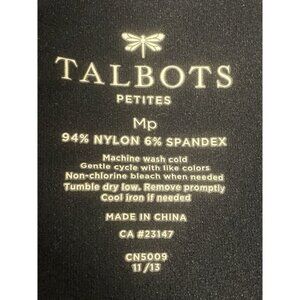 TALBOTS
PETITES
Mp
94% NYLON 6% SPANDEX
Machine wash cold
Gentle cycle with like colors
Non-chlorine bleach when needed
Tumble dry low. Remove promptly
Cool iron if needed
MADE IN CHINA
CA #23147
CN5009
11/13